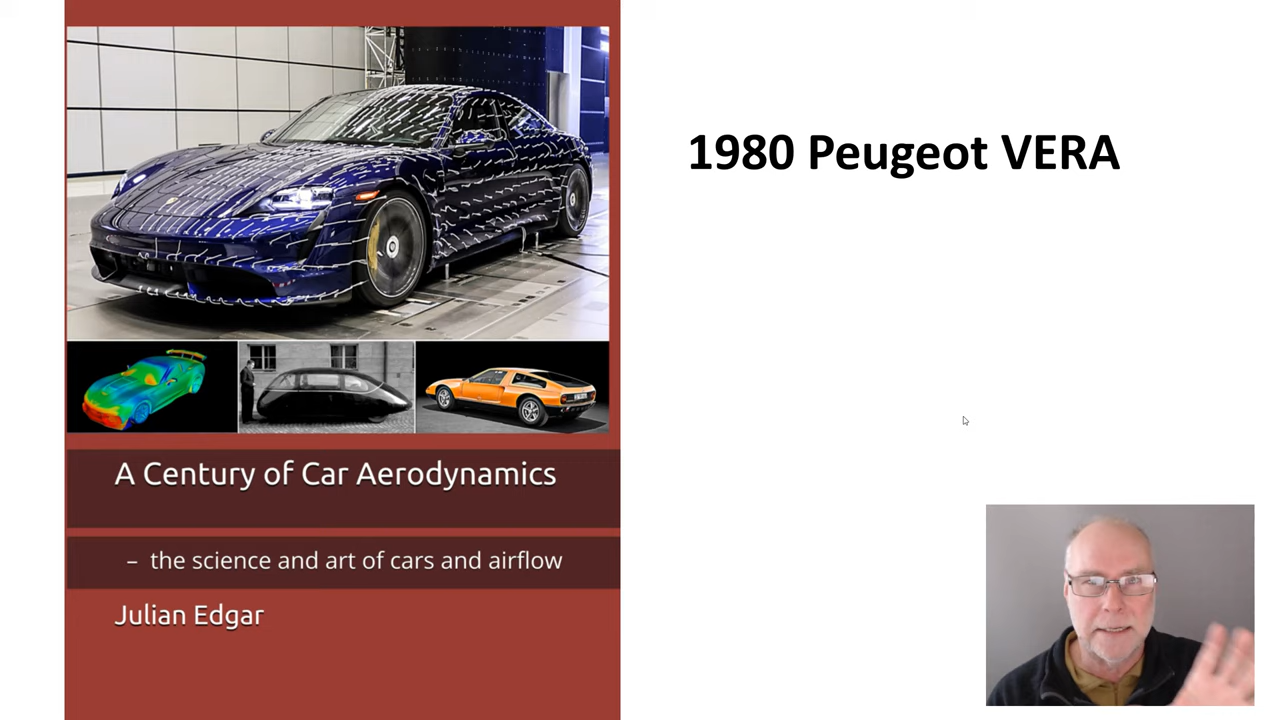 1980 Peugeot VERA
A Century of Car Aerodynamics
– the science and art of cars and airflow
Julian Edgar